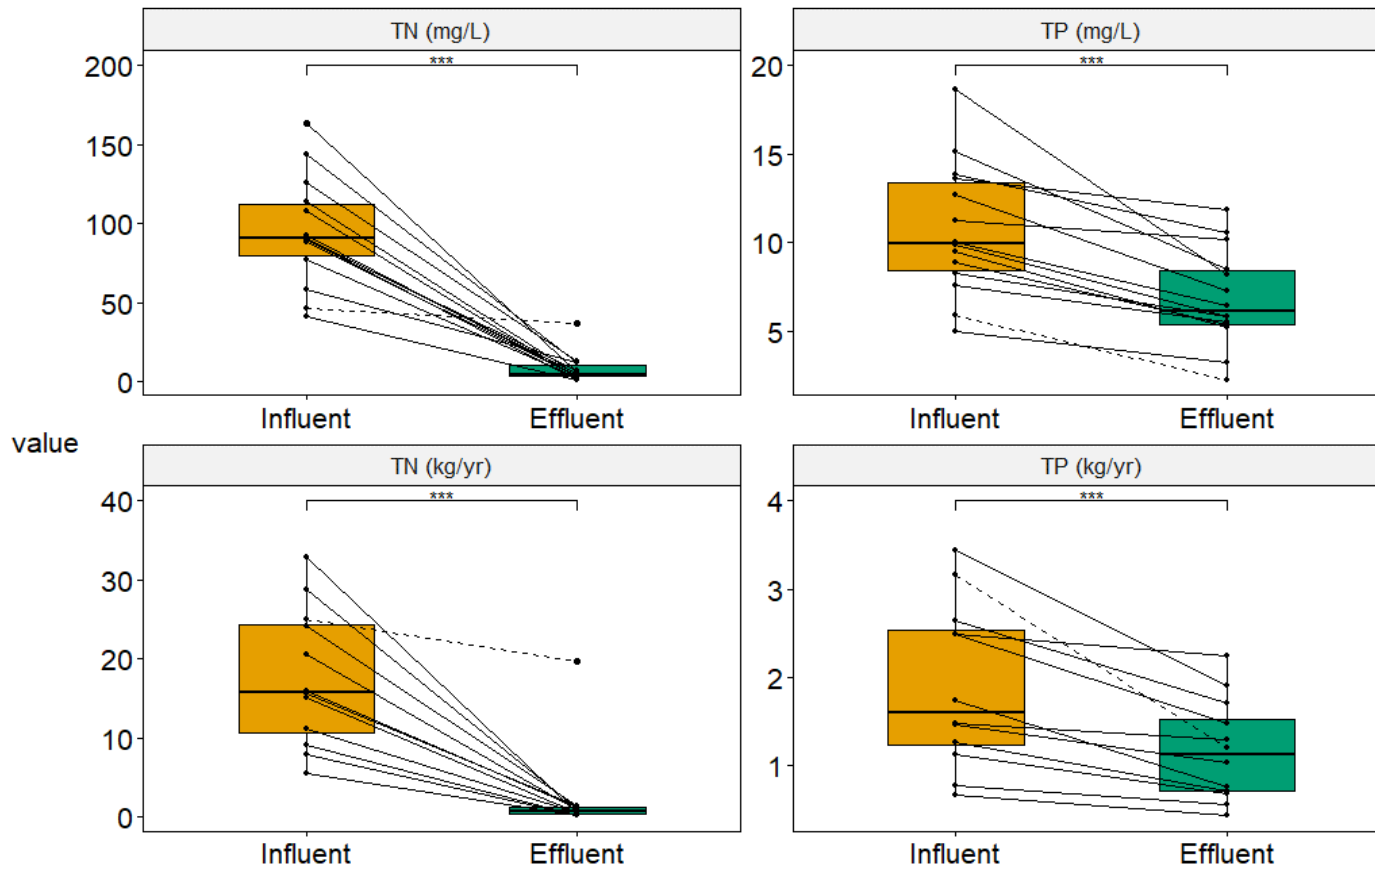 TN (mg/L)
TP (mg/L)
200
150
100
50
0
***
Influent
Effluent
20
15
10
5
***
Influent
Effluent
value
TN (kg/yr)
TP (kg/yr)
40
30
20
10
0
***
Influent
Effluent
4
3
2
1
***
Influent
Effluent